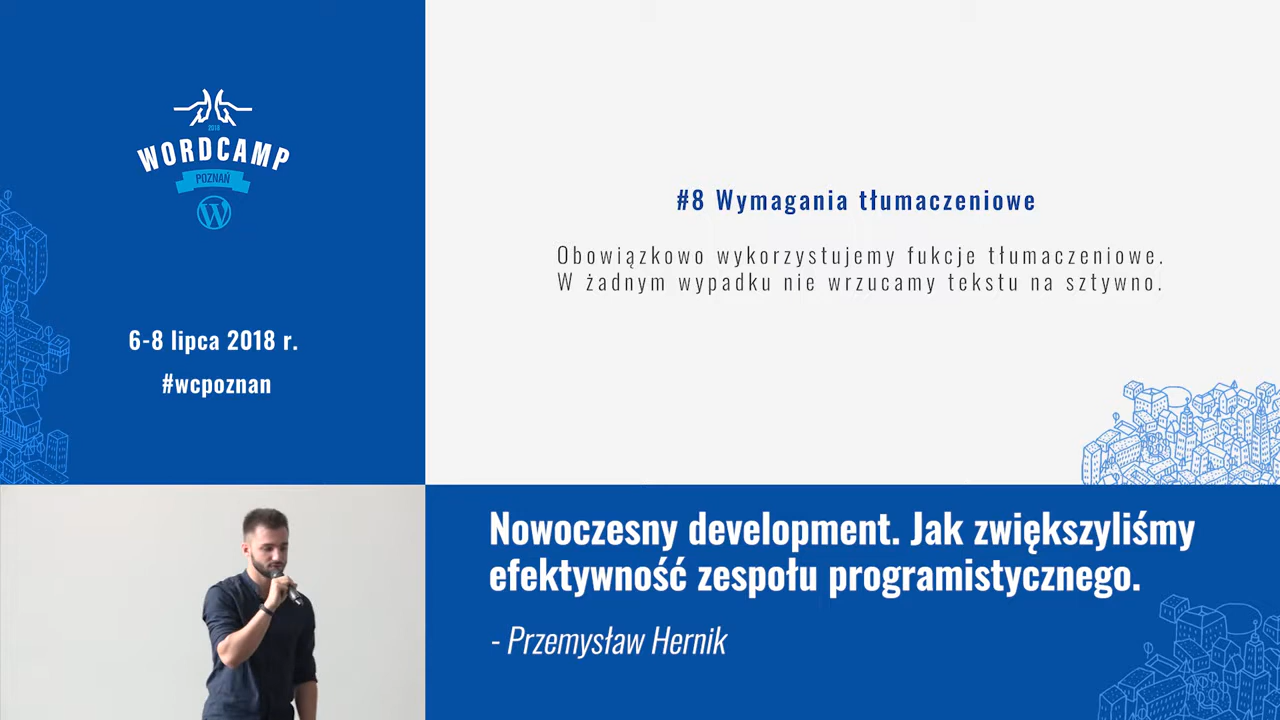 2018
WORDCAMP
POZNAŃ
6-8 lipca 2018 r.
#wcpoznan
#8 Wymagania tłumaczeniowe
Obowiązkowo wykorzystujemy fukcje tłumaczeniowe.
W żadnym wypadku nie wrzucamy tekstu na sztywno.
Nowoczesny development. Jak zwiększyliśmy
efektywność zespołu programistycznego.
- Przemysław Hernik